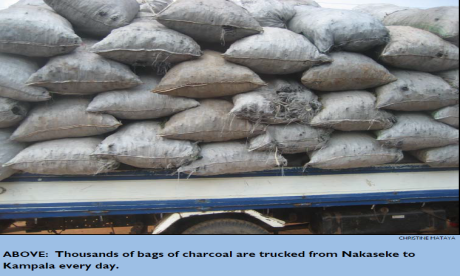 CHRISTINE MATAYA
ABOVE:  Thousands of bags of charcoal are trucked from Nakaseke to
Kampala every day.